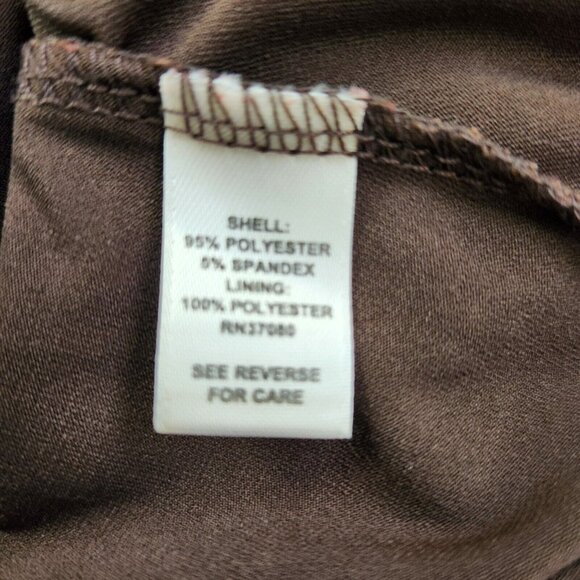 SHELL:
95% POLYESTER
5% SPANDEX
LINING:
100% POLYESTER
RN37080
SEE REVERSE
FOR CARE